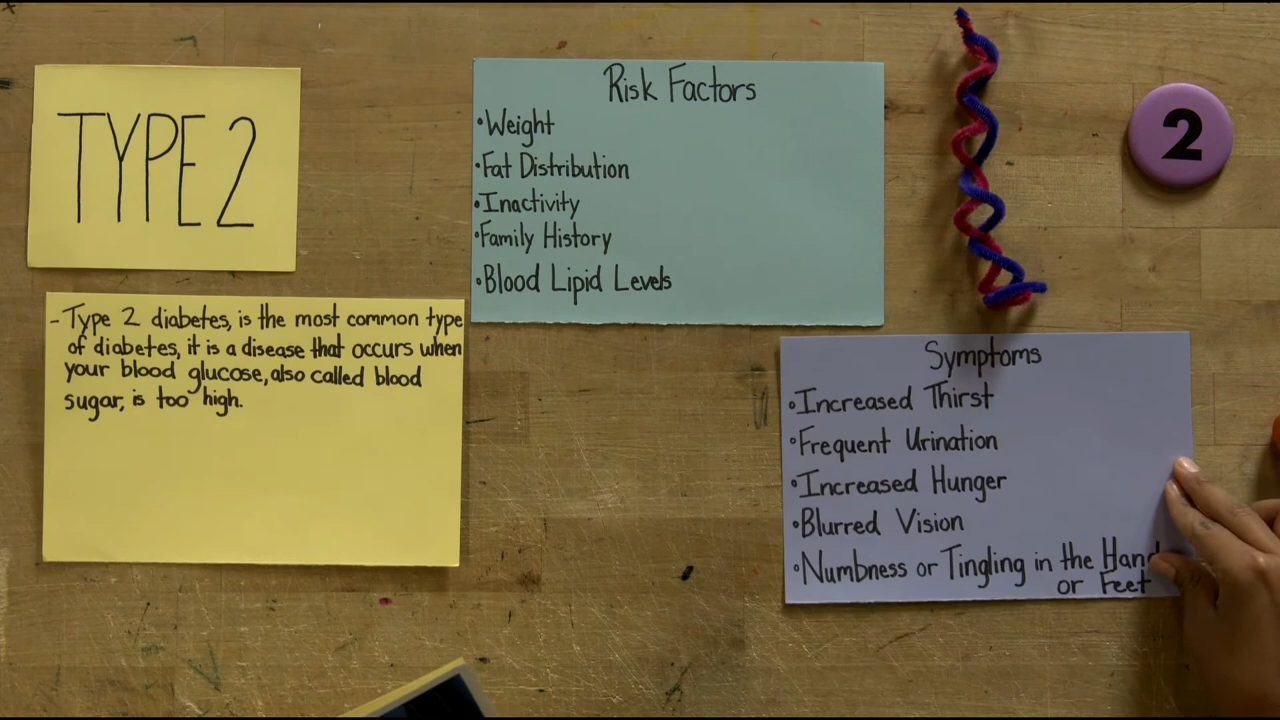 TYPE 2
- Type 2 diabetes, is the most common type
of diabetes, it is a disease that occurs when
your blood glucose, also called blood
sugar, is too high.
Risk Factors
•Weight
•Fat Distribution
•Inactivity
•Family History
•Blood Lipid Levels
2
Symptoms
•Increased Thirst
•Frequent Urination
•Increased Hunger
•Blurred Vision
•Numbness or Tingling in the Hand
or Feet